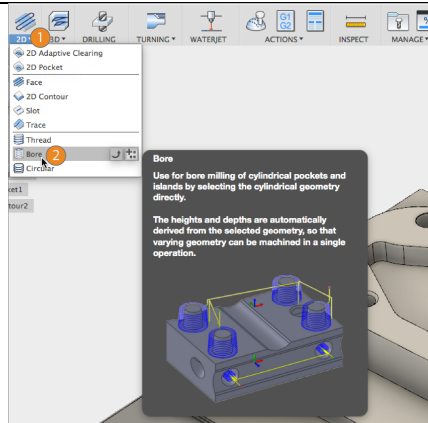 G1
G2
2D 1
3D ▾
DRILLING
TURNING ▾
WATERJET
ACTIONS ▾
INSPECT
MANAGE ▾
2D Adaptive Clearing
2D Pocket
Face
2D Contour
Slot
Trace
Thread
Bore 2
Circular
ket1
tour2
Bore
Use for bore milling of cylindrical pockets and
islands by selecting the cylindrical geometry
directly.
The heights and depths are automatically
derived from the selected geometry, so that
varying geometry can be machined in a single
operation.